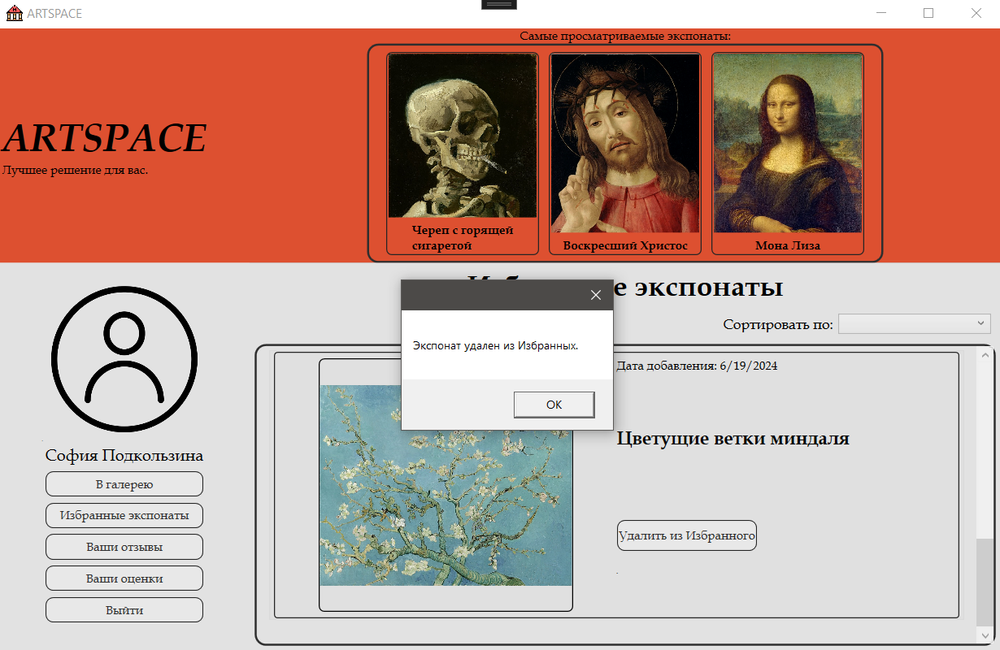 ARTSPACE
Самые просматриваемые экспонаты:
ARTSPACE
Лучшее решение для вас.
Череп с горящей
сигаретой
Воскресший Христос
Мона Лиза
экспонаты
Сортировать по:
Экспонат удален из Избранных.
OK
Дата добавления: 6/19/2024
Цветущие ветки миндаля
Удалить из Избранного
София Подкользина
В галерею
Избранные экспонаты
Ваши отзывы
Ваши оценки
Выйти